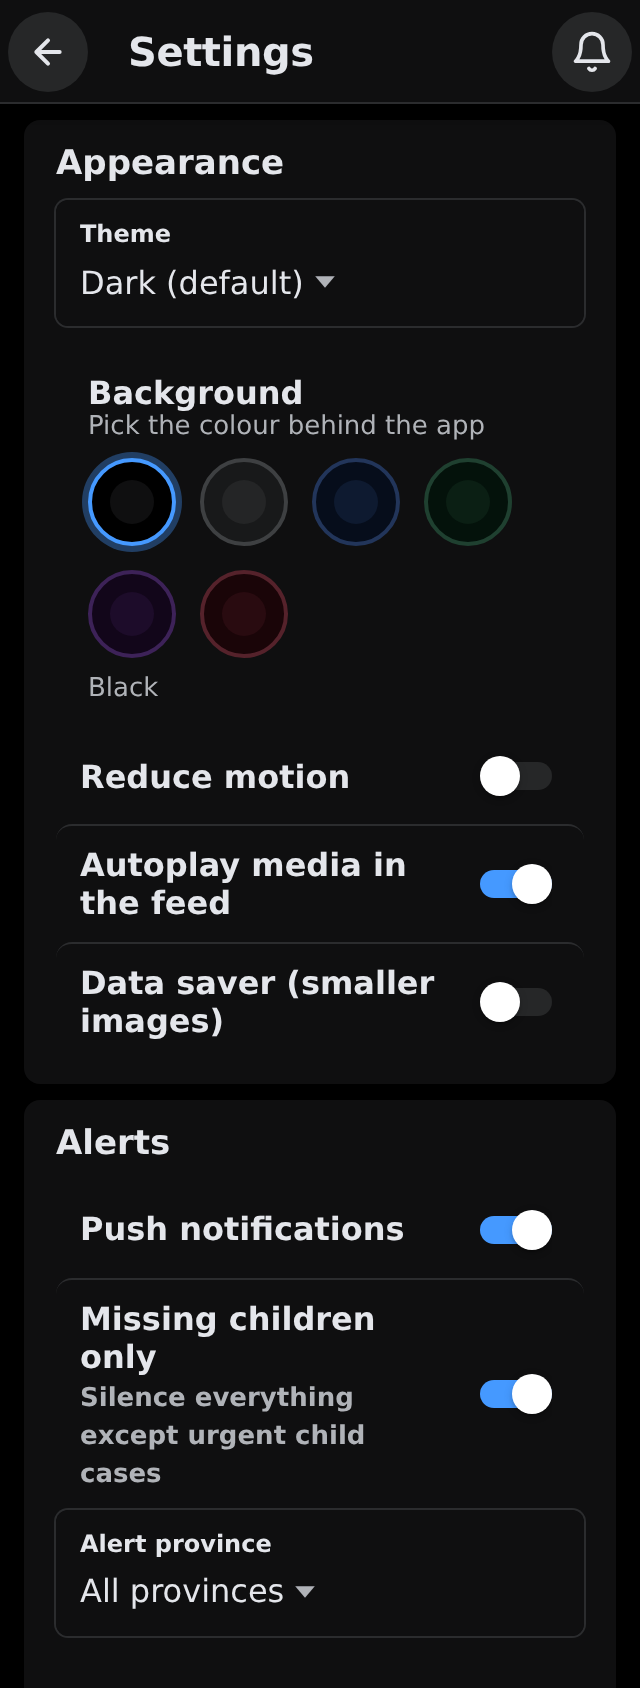 Settings
Appearance
Theme
Dark (default)
Background
Pick the colour behind the app
Black
Reduce motion
Autoplay media in
the feed
Data saver (smaller
images)
Alerts
Push notifications
Missing children
only
Silence everything
except urgent child
cases
Alert province
All provinces